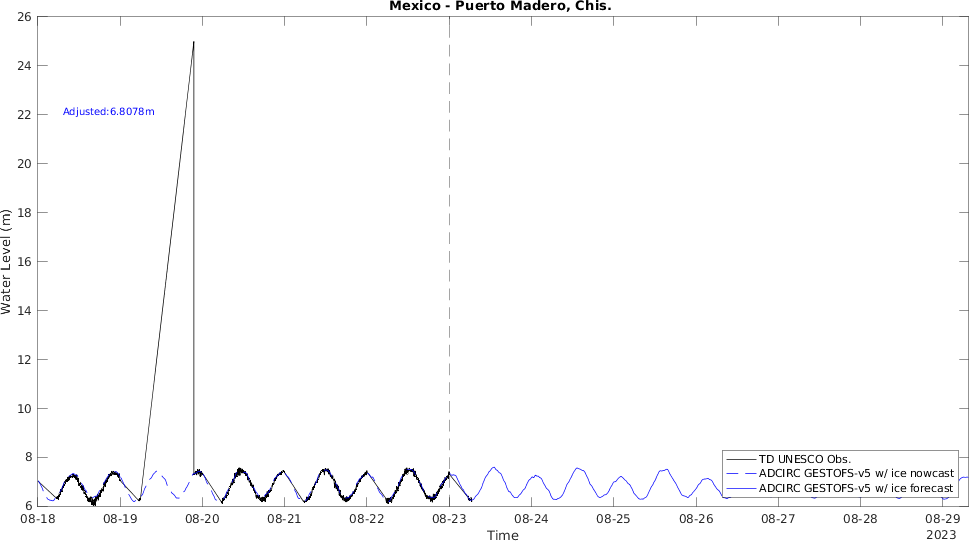 Mexico - Puerto Madero, Chis.
26
24
22
20
18
16
14
12
10
8
6
Water Level (m)
Adjusted:6.8078m
TD UNESCO Obs.
ADCIRC GESTOFS-v5 w/ ice nowcast
ADCIRC GESTOFS-v5 w/ ice forecast
08-18 08-19 08-20 08-21 08-22 08-23 08-24 08-25 08-26 08-27 08-28 08-29
Time
2023